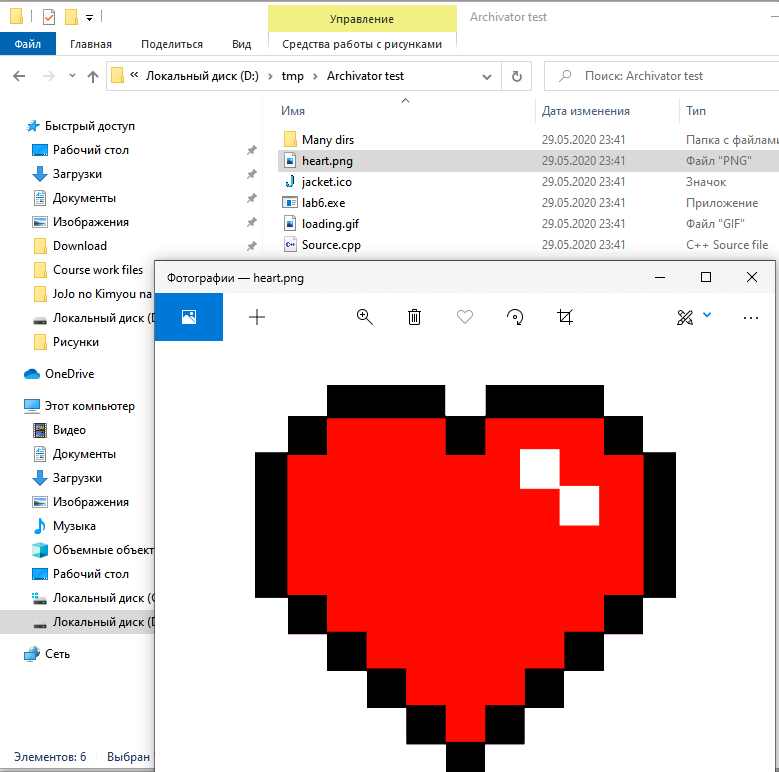 Управление
Archivator test
Файл
Главная
Поделиться
Вид
Средства работы с рисунками
« Локальный диск (D:) › tmp › Archivator test
Поиск: Archivator test
Имя
Дата изменения
Тип
Many dirs
29.05.2020 23:41
Папка с файлами
heart.png
29.05.2020 23:41
Файл "PNG"
jacket.ico
29.05.2020 23:41
Значок
lab6.exe
29.05.2020 23:41
Приложение
loading.gif
29.05.2020 23:41
Файл "GIF"
Source.cpp
29.05.2020 23:41
C++ Source file
Быстрый доступ
Рабочий стол
Загрузки
Документы
Изображения
Download
Course work files
JoJo no Kimyou na
Локальный диск (D
Рисунки
OneDrive
Этот компьютер
Видео
Документы
Загрузки
Изображения
Музыка
Объемные объект
Рабочий стол
Локальный диск (C
Локальный диск (D
Сеть
Фотографии — heart.png
Элементов: 6
Выбран